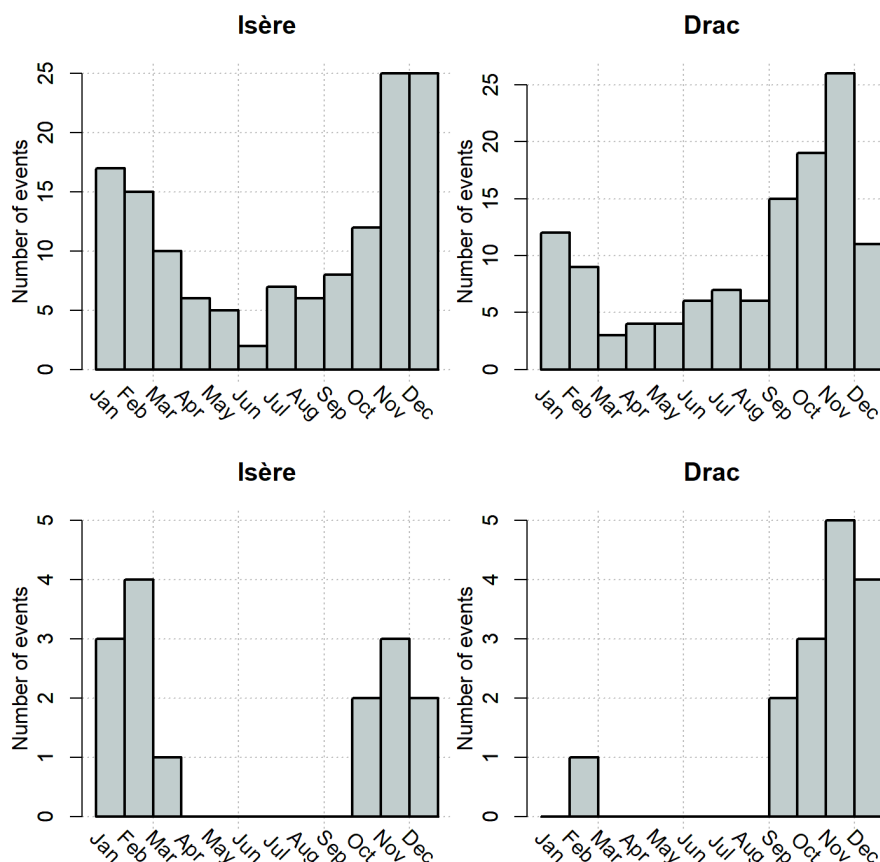 Isère
Number of events
0 5 10 15 20 25
Jan Feb Mar Apr May Jun Jul Aug Sep Oct Nov Dec
Drac
Number of events
0 5 10 15 20 25
Jan Feb Mar Apr May Jun Jul Aug Sep Oct Nov Dec
Isère
Number of events
0 1 2 3 4 5
Jan Feb Mar Apr May Jun Jul Aug Sep Oct Nov Dec
Drac
Number of events
0 1 2 3 4 5
Jan Feb Mar Apr May Jun Jul Aug Sep Oct Nov Dec